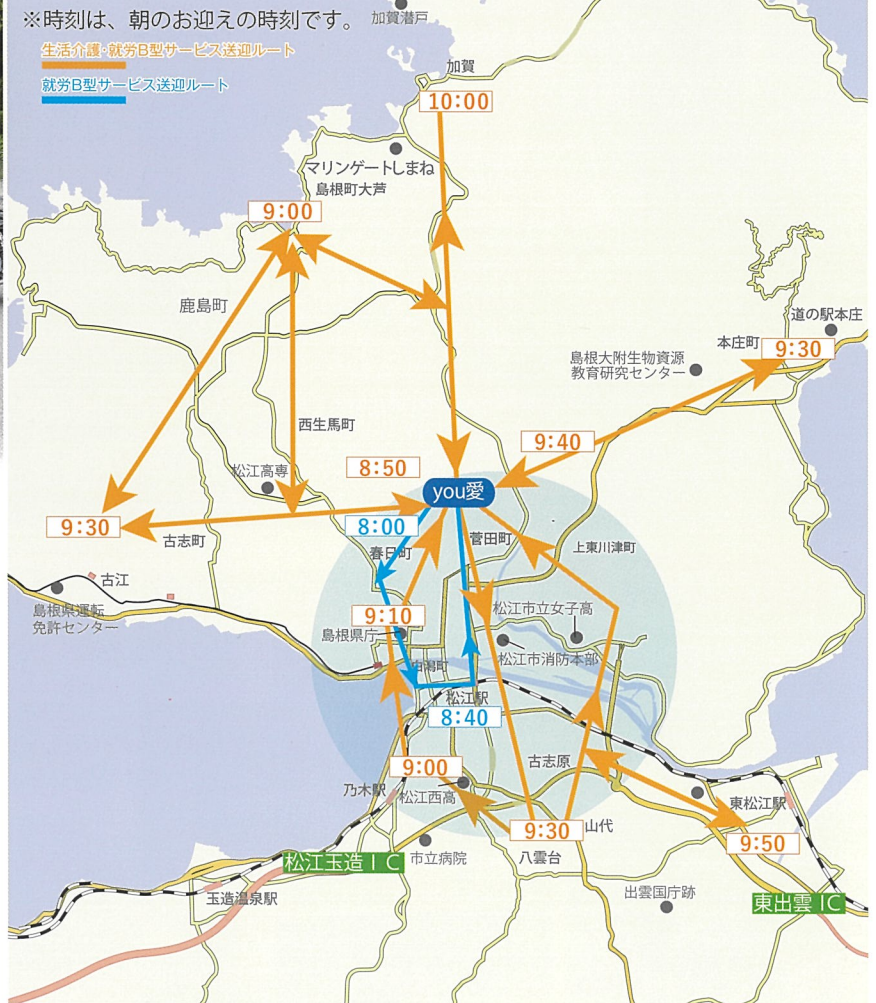 ※時刻は、朝のお迎えの時刻です。
加賀潜戸
生活介護・就労B型サービス送迎ルート
就労B型サービス送迎ルート
加賀
10:00
マリンゲートしまね
島根町大芦
9:00
鹿島町
道の駅本庄
本庄町
9:30
島根大附生物資源
教育研究センター
西生馬町
9:40
松江高専
8:50
you愛
9:30
古志町
8:00
春日町
菅田町
上東川津町
古江
島根県運転
免許センター
9:10
島根県庁
松江市立女子高
松江市消防本部
松江駅
8:40
9:00
古志原
乃木駅
松江西高
東松江駅
9:30
山代
9:50
八雲台
市立病院
松江玉造IC
玉造温泉駅
出雲国庁跡
東出雲IC